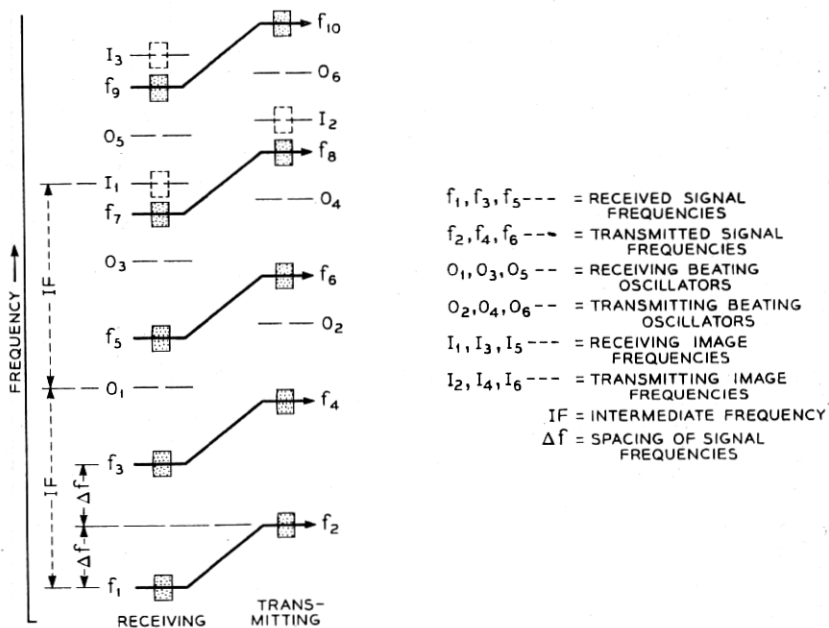 f10
I3
O6
f9
I2
O5
f8
I1
O4
f7
O3
f6
f5
O2
O1
f4
f3
f2
f1
FREQUENCY
IF
IF
Δf
Δf
RECEIVING
TRANS-
MITTING
f1, f3, f5--- = RECEIVED SIGNAL
FREQUENCIES
f2, f4, f6--- = TRANSMITTED SIGNAL
FREQUENCIES
O1, O3, O5-- = RECEIVING BEATING
OSCILLATORS
O2, O4, O6-- = TRANSMITTING BEATING
OSCILLATORS
I1, I3, I5--- = RECEIVING IMAGE
FREQUENCIES
I2, I4, I6--- = TRANSMITTING IMAGE
FREQUENCIES
IF = INTERMEDIATE FREQUENCY
Δf = SPACING OF SIGNAL
FREQUENCIES